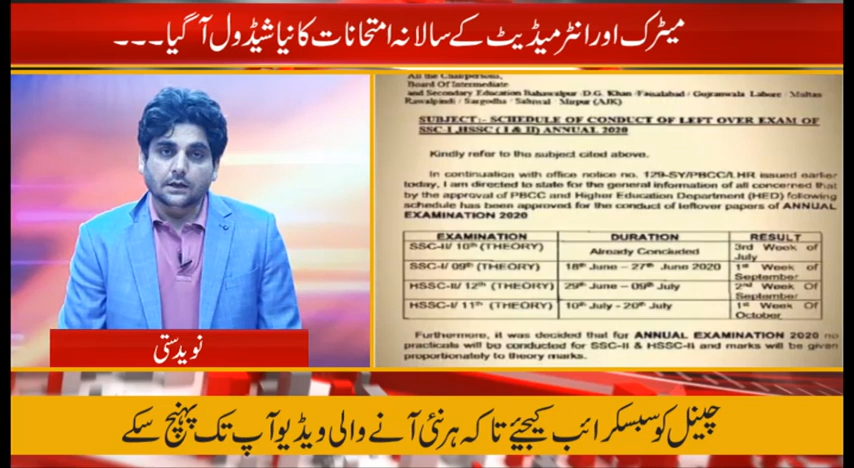 میٹرک اور انٹرمیڈیٹ کے سالانہ امتحانات کا نیا شیڈول آگیا۔۔۔
All the Chairpersons,
Board Of Intermediate
and Secondary Education Bahawalpur /D.G. Khan /Faisalabad / Gujranwala Lahore / Multan
Rawalpindi / Sargodha / Sahiwal / Mirpur (AJK)
SUBJECT:- SCHEDULE OF CONDUCT OF LEFT OVER EXAM OF
SSC-I ,HSSC ( I & II) ANNUAL 2020
Kindly refer to the subject cited above.
In continuation with office notice no. 129-SY/PBCC/LHR issued earlier
today, I am directed to state for the general information of all concerned that
by the approval of PBCC and Higher Education Department (HED) following
schedule has been approved for the conduct of leftover papers of ANNUAL
EXAMINATION 2020
EXAMINATION DURATION RESULT
SSC-II/ 10th (THEORY) Already Concluded 3rd Week of July
SSC-I/ 09th (THEORY) 18th June – 27th June 2020 1st Week of September
HSSC-II/ 12th (THEORY) 29th June – 09th July 2nd Week of September
HSSC-I/ 11th (THEORY) 10th July - 20th July 1st Week Of October
Furthermore, it was decided that for ANNUAL EXAMINATION 2020 no
practicals will be conducted for SSC-II & HSSC-II and marks will be given
proportionately to theory marks.
نوید ستی
چینل کو سبسکرائب کیجیئے تاکہ ہر نئی آنے والی ویڈیو آپ تک پہنچ سکے